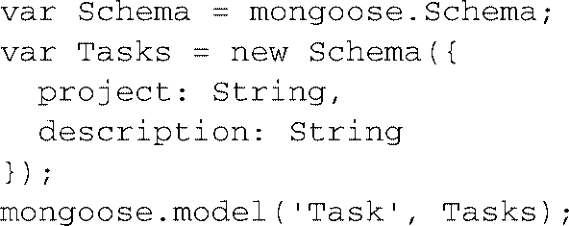 var Schema = mongoose.Schema;
var Tasks = new Schema({
  project: String,
  description: String
});
mongoose.model('Task', Tasks);